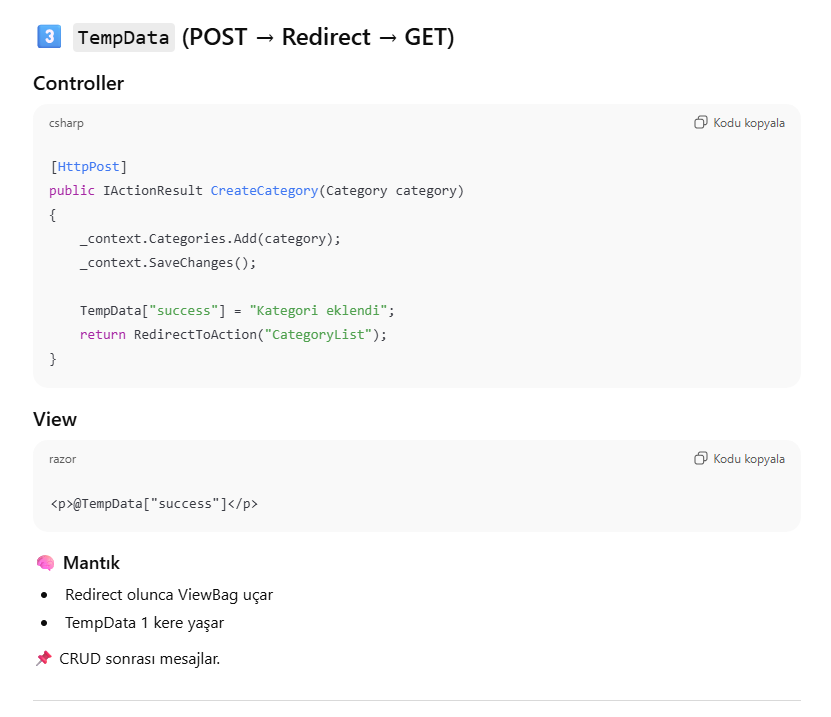 3 TempData (POST → Redirect → GET)
Controller
csharp Kodu kopyala
[HttpPost]
public IActionResult CreateCategory(Category category)
{
    _context.Categories.Add(category);
    _context.SaveChanges();
    TempData["success"] = "Kategori eklendi";
    return RedirectToAction("CategoryList");
}
View
razor Kodu kopyala
<p>@TempData["success"]</p>
🧠 Mantık
• Redirect olunca ViewBag uçar
• TempData 1 kere yaşar
📌 CRUD sonrası mesajlar.